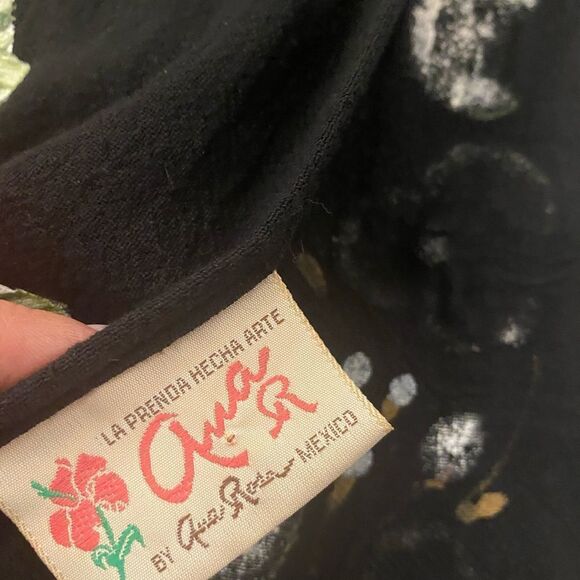 LA PRENDA HECHA ARTE
Ana R
BY Ana Rosa MEXICO